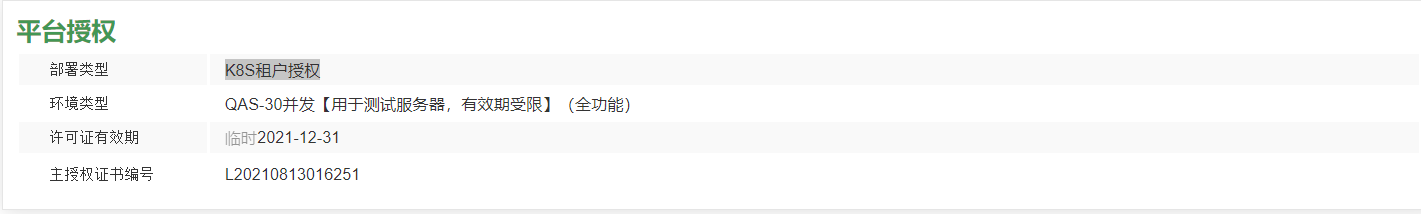 平台授权
部署类型 K8S租户授权
环境类型 QAS-30并发【用于测试服务器，有效期受限】（全功能）
许可证有效期 临时2021-12-31
主授权证书编号 L20210813016251